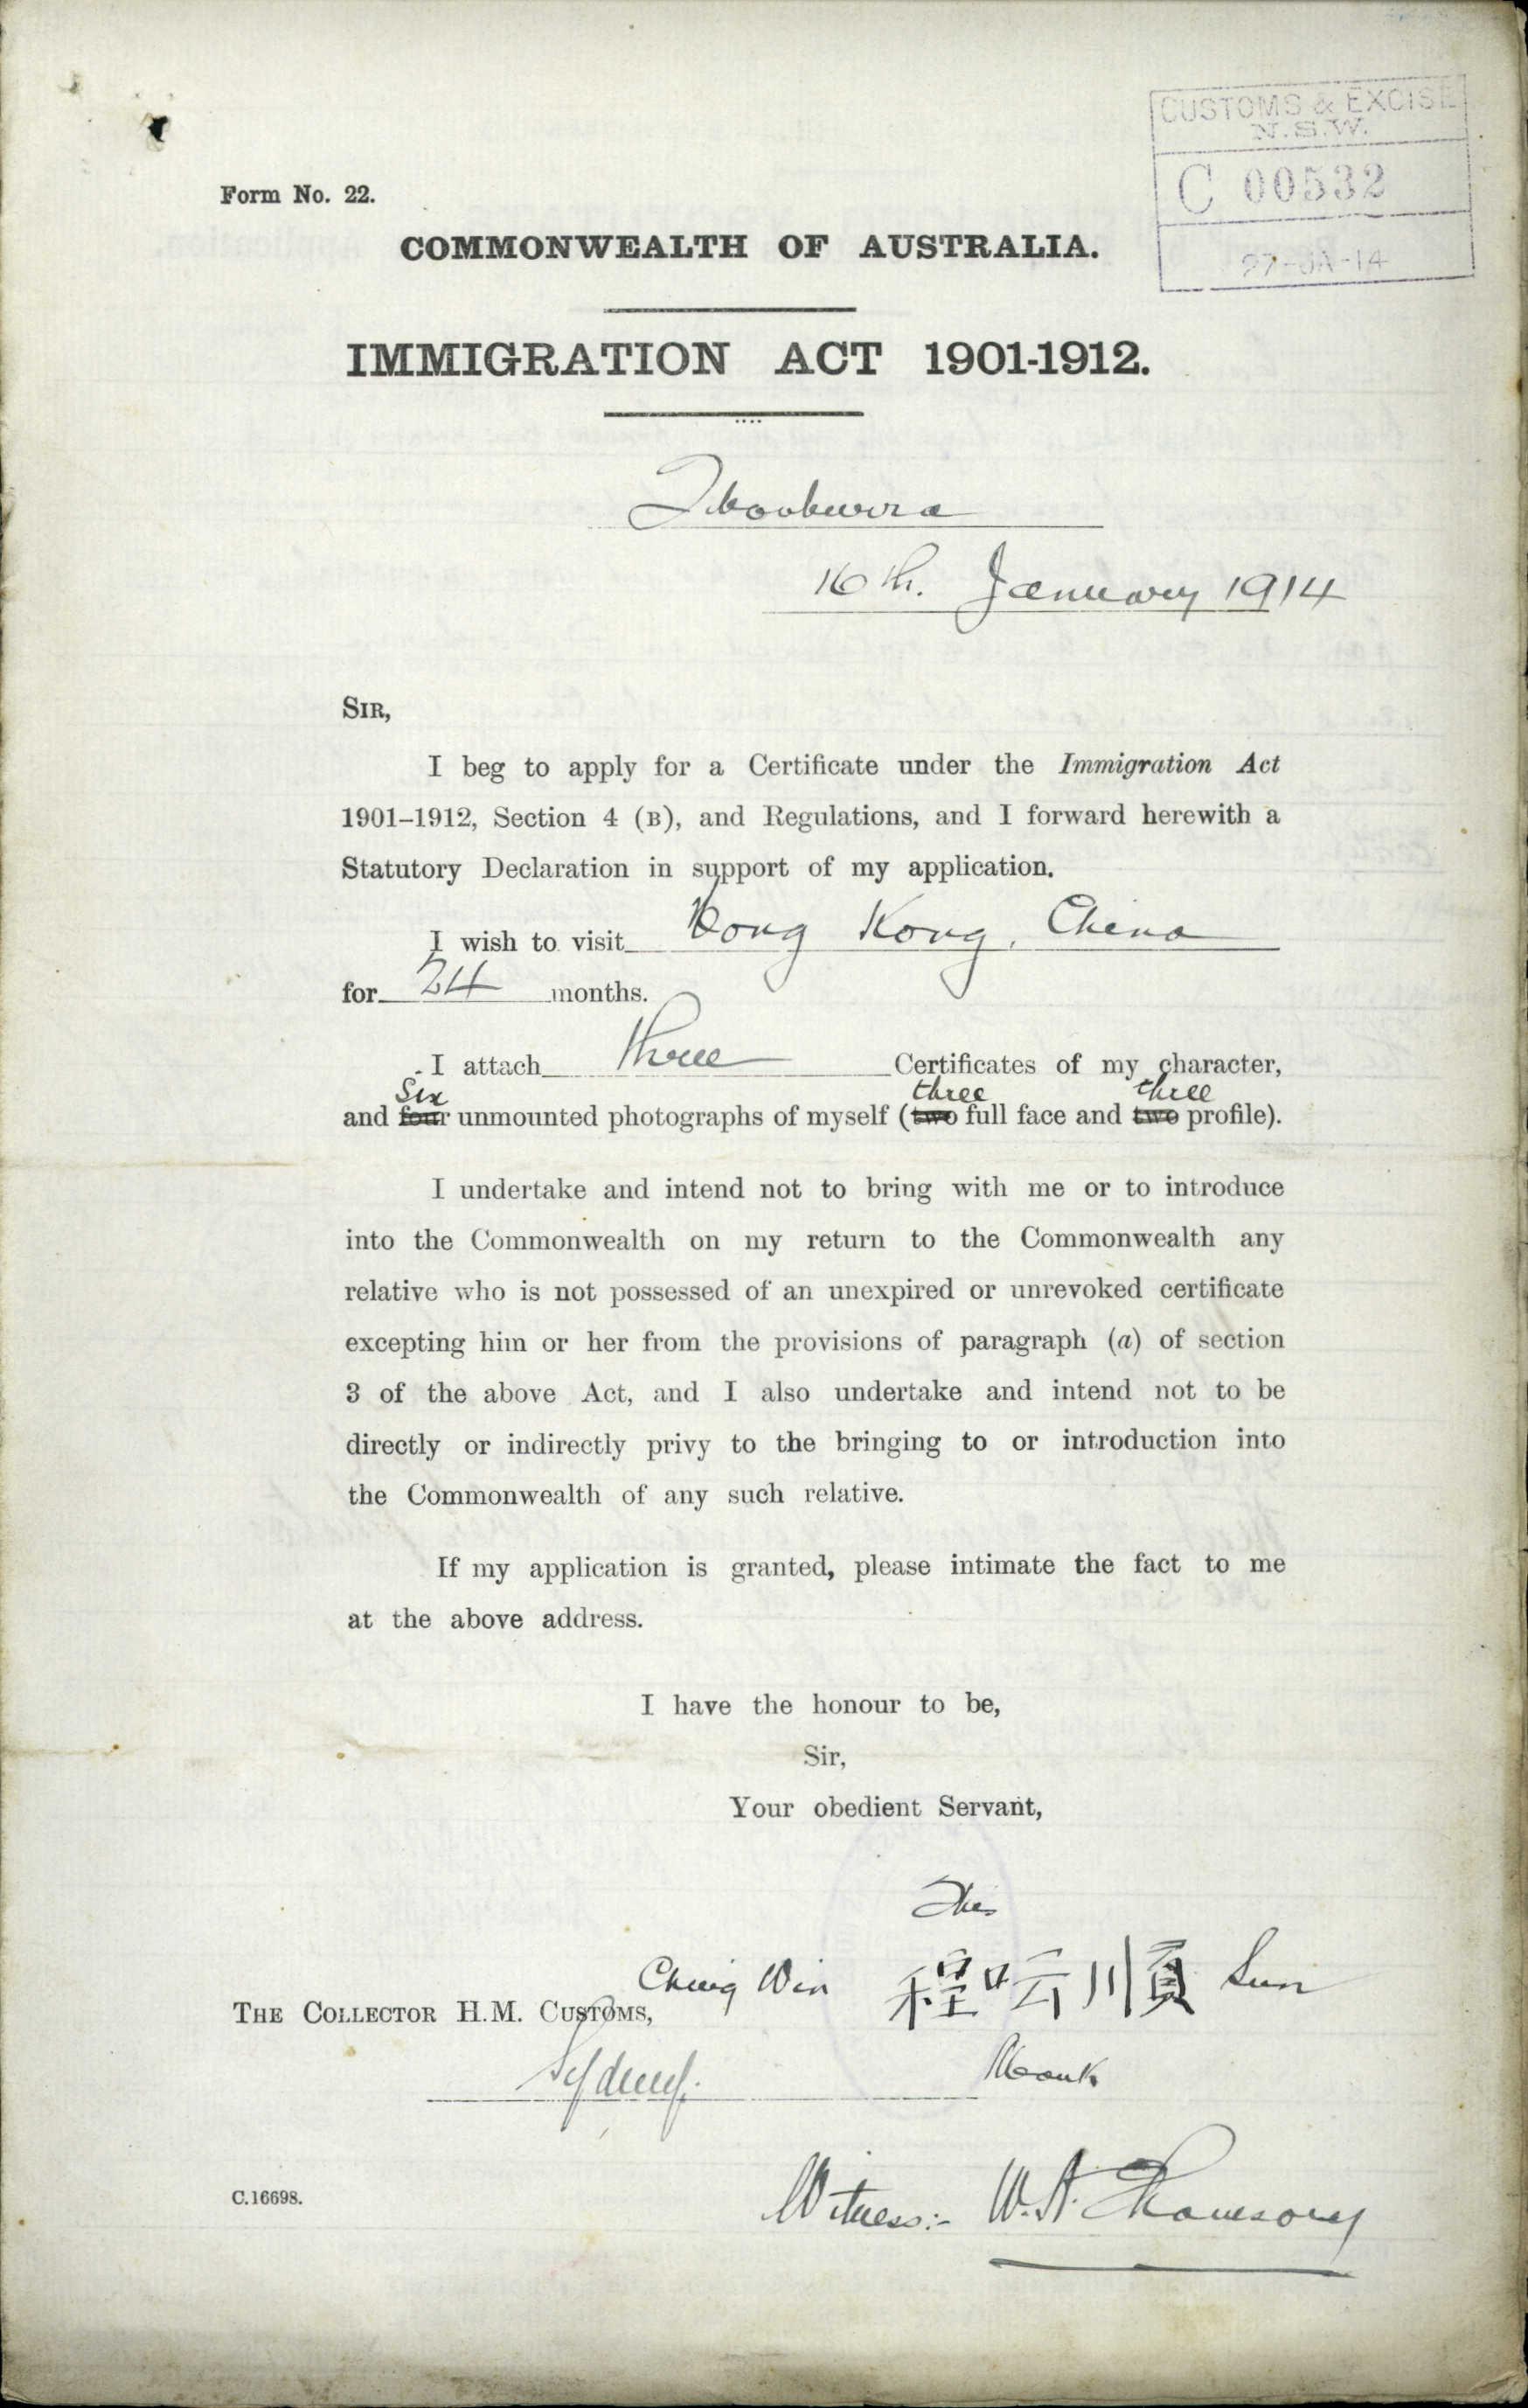 CUSTOMS & EXCISE
N.S.W.
C 00532
27-JA-14
Form No. 22.
COMMONWEALTH OF AUSTRALIA.
IMMIGRATION ACT 1901-1912.
Tibooburra
16th. January 1914
SIR,
I beg to apply for a Certificate under the Immigration Act
1901–1912, Section 4 (B), and Regulations, and I forward herewith a
Statutory Declaration in support of my application.
I wish to visit Hong Kong, China
for 24 months.
I attach three Certificates of my character,
Six three three
and four unmounted photographs of myself (two full face and two profile).
I undertake and intend not to bring with me or to introduce
into the Commonwealth on my return to the Commonwealth any
relative who is not possessed of an unexpired or unrevoked certificate
excepting him or her from the provisions of paragraph (a) of section
3 of the above Act, and I also undertake and intend not to be
directly or indirectly privy to the bringing to or introduction into
the Commonwealth of any such relative.
If my application is granted, please intimate the fact to me
at the above address.
I have the honour to be,
Sir,
Your obedient Servant,
His
Ching Win 程呍順 Sun
THE COLLECTOR H.M. CUSTOMS,
Mark
Sydney.
C.16698.
Witness:- W. A.